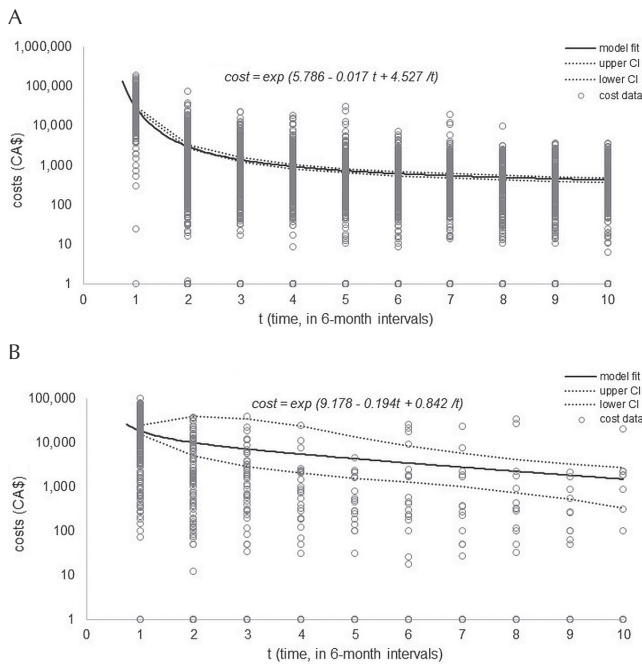 A
1,000,000
100,000
10,000
1,000
100
10
1
costs (CA$)
cost = exp (5.786 - 0.017 t + 4.527 /t)
model fit
upper CI
lower CI
cost data
0 1 2 3 4 5 6 7 8 9 10
t (time, in 6-month intervals)
B
100,000
10,000
1,000
100
10
1
costs (CA$)
cost = exp (9.178 - 0.194t + 0.842 /t)
model fit
upper CI
lower CI
cost data
0 1 2 3 4 5 6 7 8 9 10
t (time, in 6-month intervals)